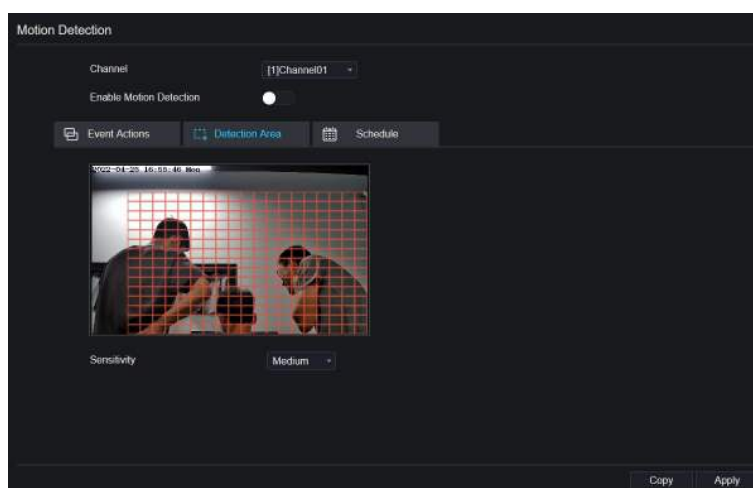 Motion Detection
Channel
[1]Channel01
Enable Motion Detection
Event Actions
Detection Area
Schedule
2022-04-25 16:55:46 Mon
Sensitivity
Medium
Copy
Apply